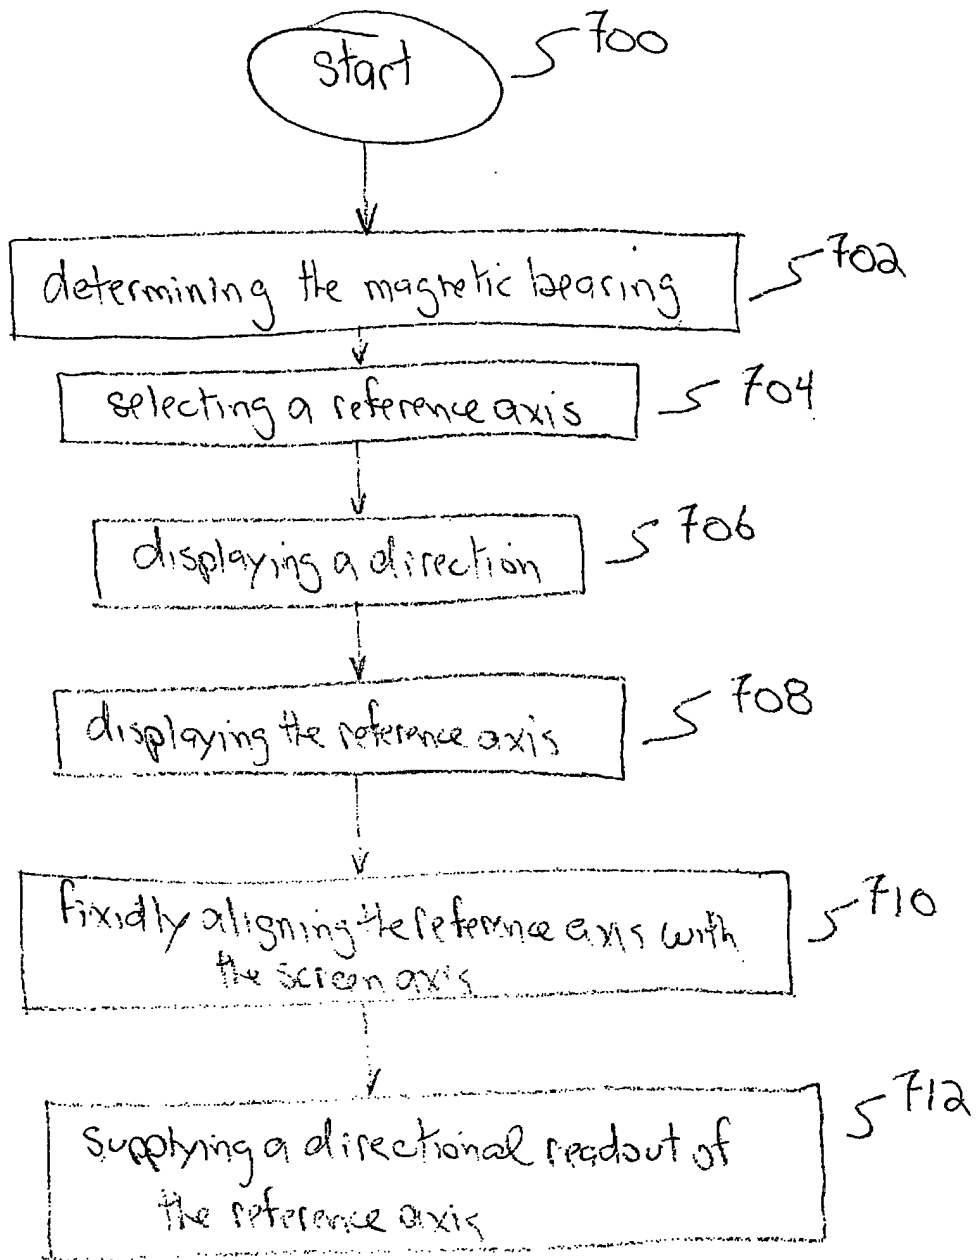 start
700
determining the magnetic bearing
702
selecting a reference axis
704
displaying a direction
706
displaying the reference axis
708
fixidly aligning the reference axis with
the screen axis
710
supplying a directional readout of
the reference axis
712